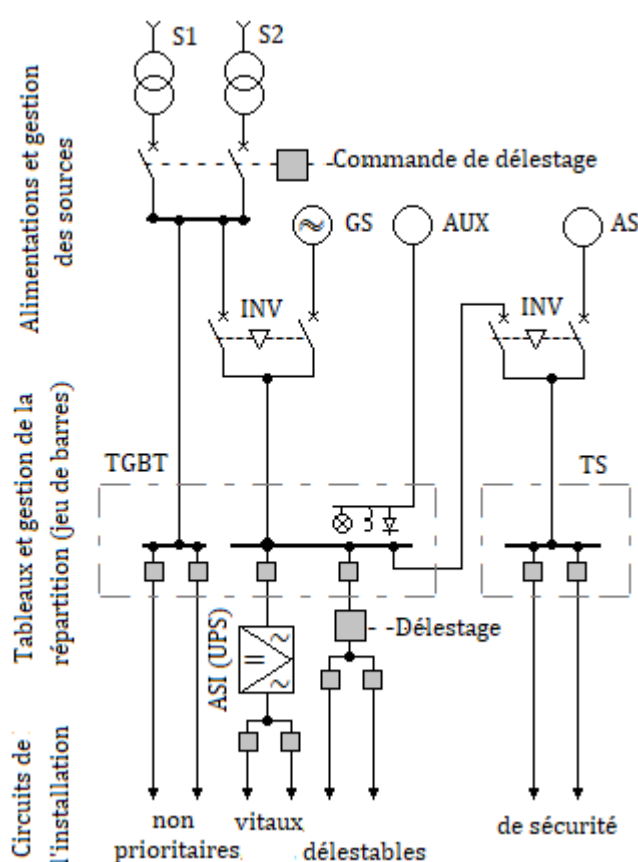 S1
S2
Alimentations et gestion
des sources
Commande de délestage
GS
AUX
AS
INV
INV
Tableaux et gestion de la
répartition (jeu de barres)
TGBT
TS
ASI (UPS)
Délestage
Circuits de
l'installation
non
prioritaires
vitaux
délestables
de sécurité